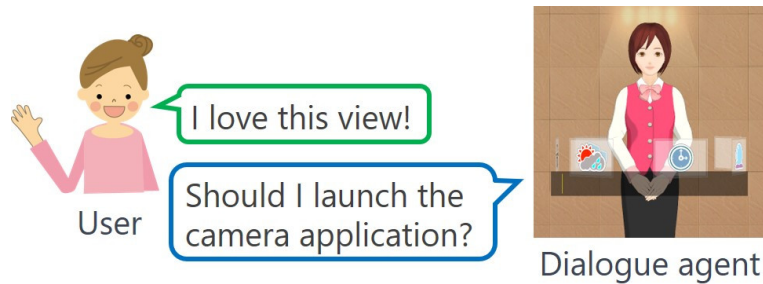 I love this view!
Should I launch the
camera application?
User
Dialogue agent